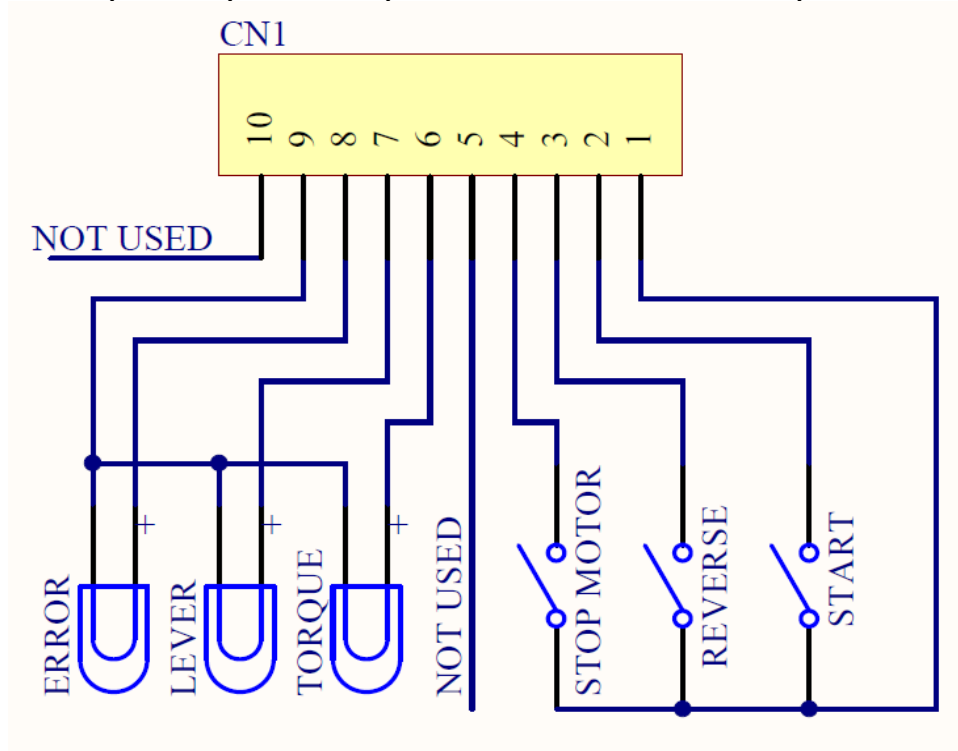 CN1
10 9 8 7 6 5 4 3 2 1
NOT USED
+ + +
ERROR
LEVER
TORQUE
NOT USED
STOP MOTOR
REVERSE
START